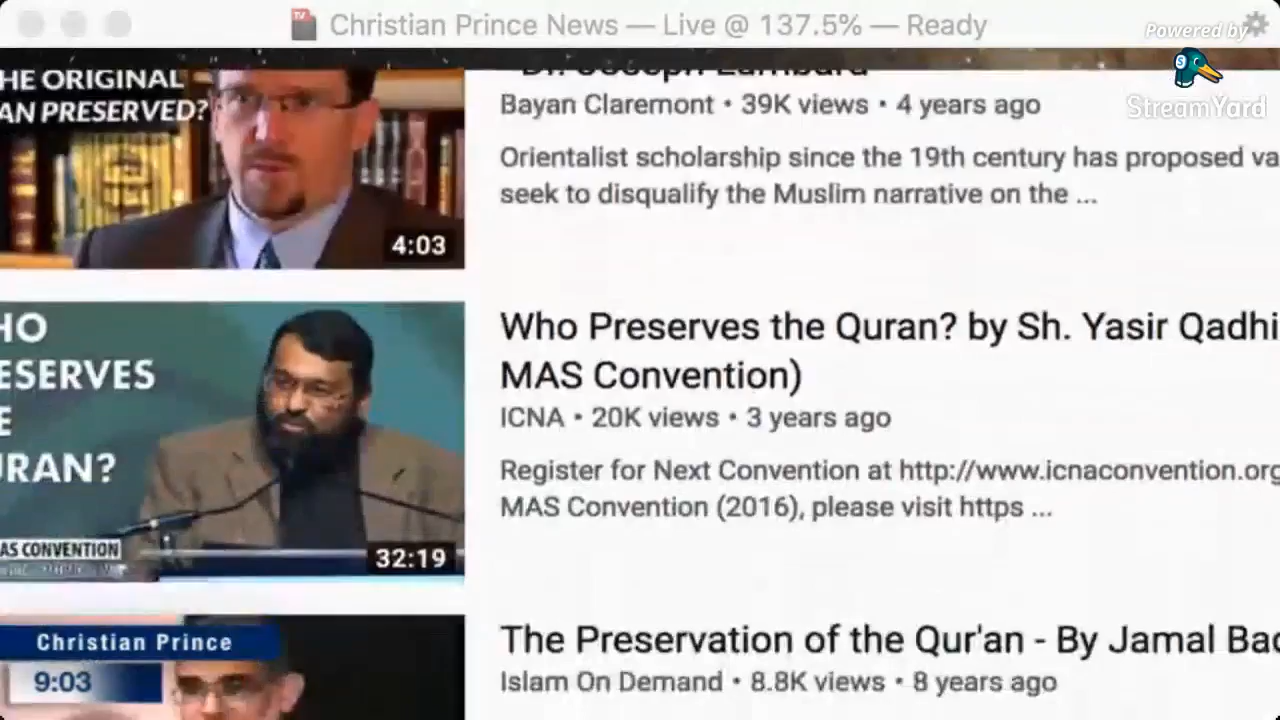 Christian Prince News — Live @ 137.5% — Ready
Powered by
StreamYard
HE ORIGINAL
AN PRESERVED?
4:03
Bayan Claremont • 39K views • 4 years ago
Orientalist scholarship since the 19th century has proposed va
seek to disqualify the Muslim narrative on the ...
HO
ESERVES
E
URAN?
AS CONVENTION
32:19
Who Preserves the Quran? by Sh. Yasir Qadhi
MAS Convention)
ICNA • 20K views • 3 years ago
Register for Next Convention at http://www.icnaconvention.org
MAS Convention (2016), please visit https ...
Christian Prince
9:03
The Preservation of the Qur'an - By Jamal Bad
Islam On Demand • 8.8K views • 8 years ago